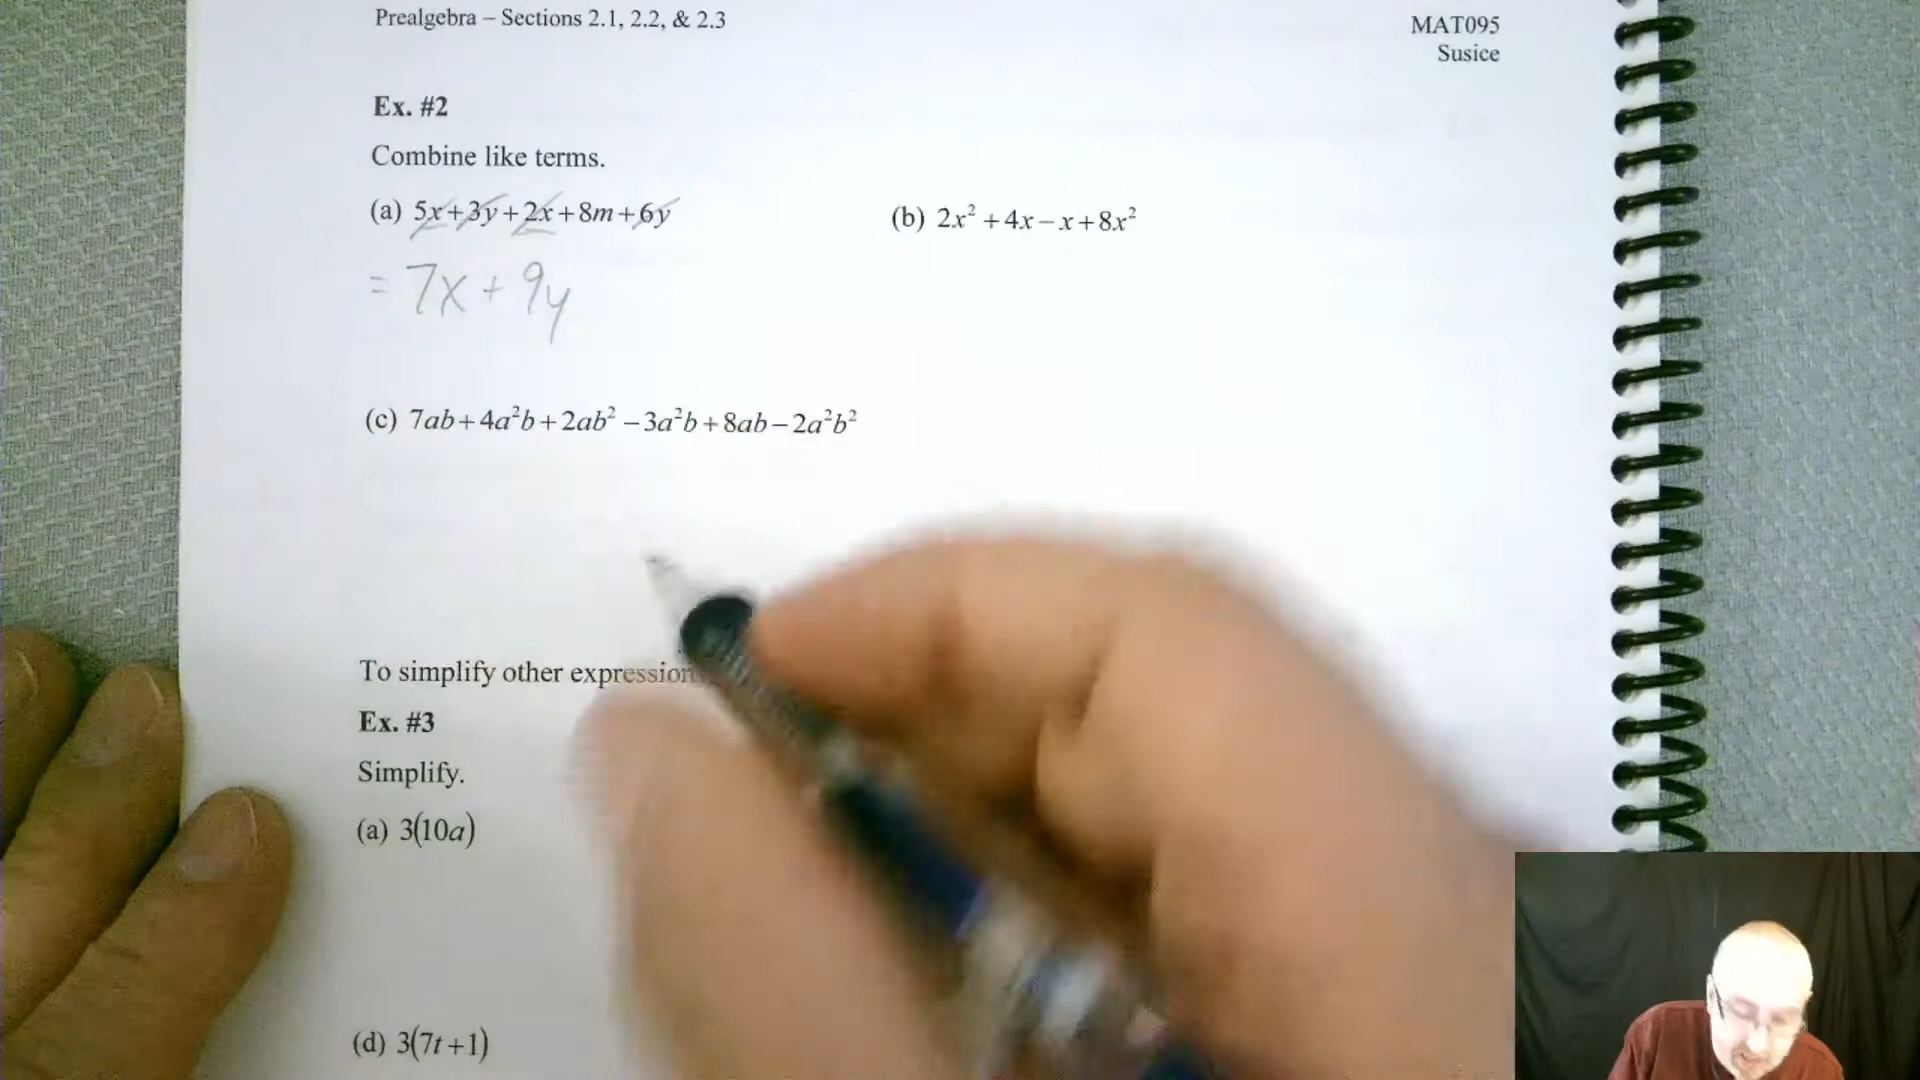 Prealgebra – Sections 2.1, 2.2, & 2.3
MAT095
Susice
Ex. #2
Combine like terms.
(a) 5x+3y+2x+8m+6y
(b) 2x²+4x−x+8x²
= 7x + 9y
(c) 7ab+4a²b+2ab²−3a²b+8ab−2a²b²
To simplify other expression
Ex. #3
Simplify.
(a) 3(10a)
(d) 3(7t+1)